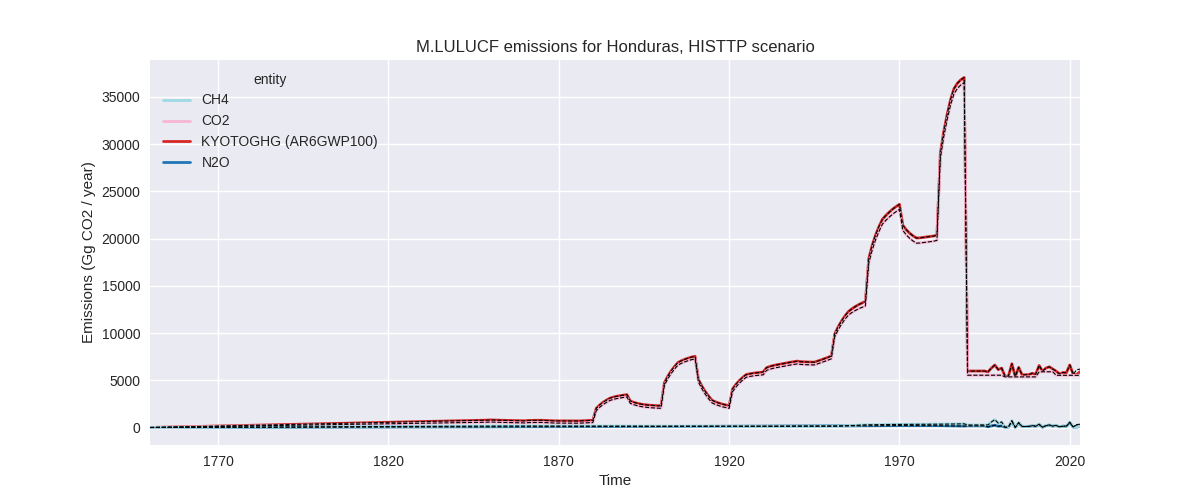 M.LULUCF emissions for Honduras, HISTTP scenario
entity
CH4
CO2
KYOTOGHG (AR6GWP100)
N2O
35000
30000
25000
20000
15000
10000
5000
0
Emissions (Gg CO2 / year)
1770
1820
1870
1920
1970
2020
Time